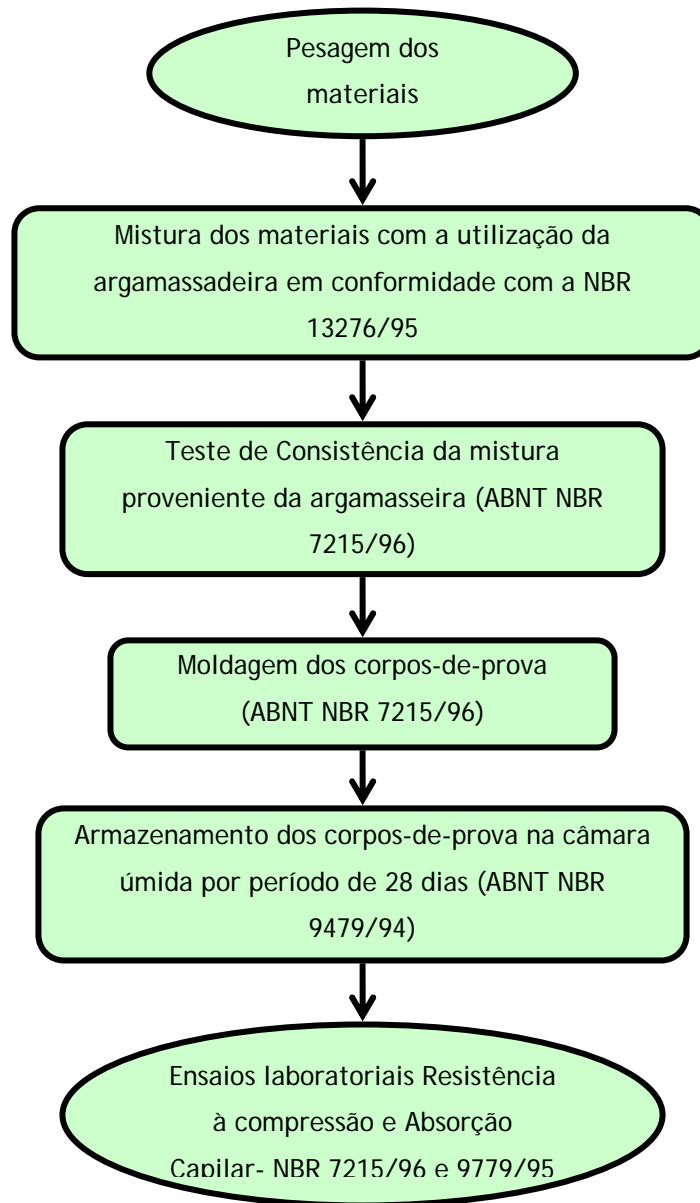 Pesagem dos
materiais
Mistura dos materiais com a utilização da
argamassadeira em conformidade com a NBR
13276/95
Teste de Consistência da mistura
proveniente da argamasseira (ABNT NBR
7215/96)
Moldagem dos corpos-de-prova
(ABNT NBR 7215/96)
Armazenamento dos corpos-de-prova na câmara
úmida por período de 28 dias (ABNT NBR
9479/94)
Ensaios laboratoriais Resistência
à compressão e Absorção
Capilar- NBR 7215/96 e 9779/95